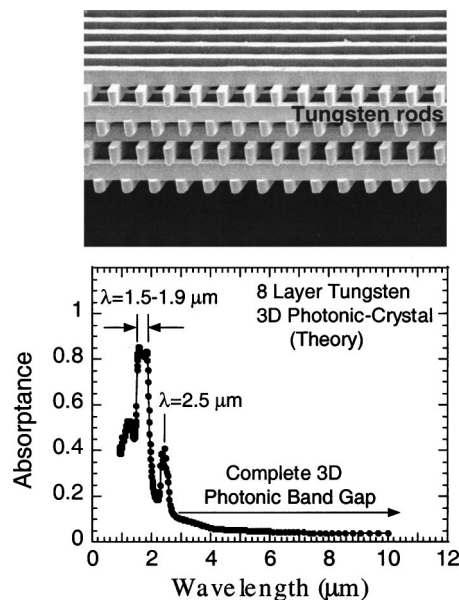 Tungsten rods
1
0.8
0.6
0.4
0.2
0
Absorptance
λ=1.5-1.9 μm
8 Layer Tungsten
3D Photonic-Crystal
(Theory)
λ=2.5 μm
Complete 3D
Photonic Band Gap
0 2 4 6 8 10 12
Wavelength (μm)